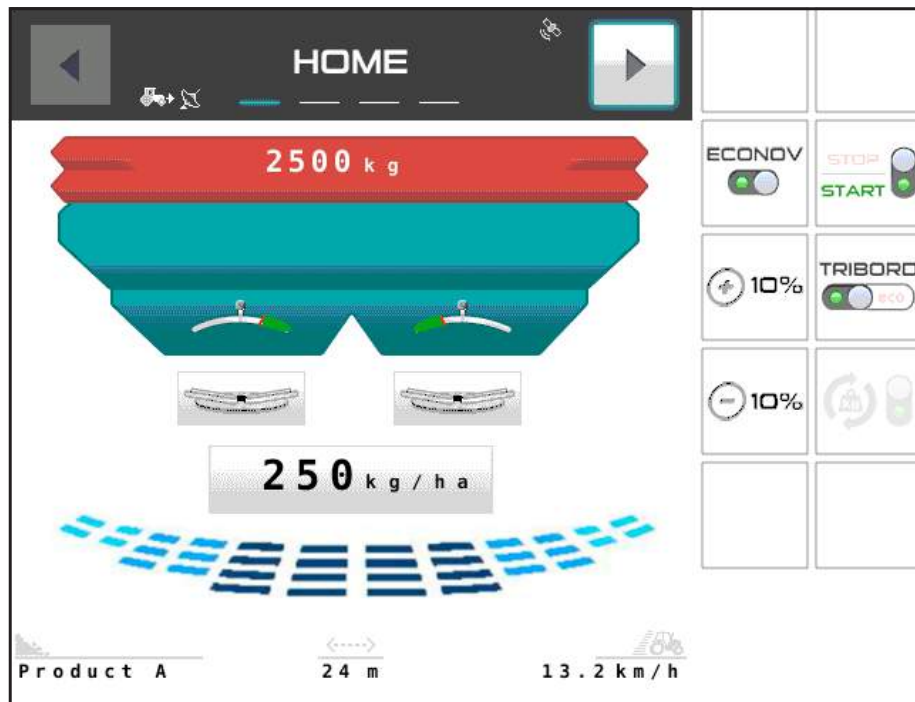 HOME
2500 kg
ECONOV
STOP
START
10%
TRIBORD
eco
10%
250 kg/ha
Product A
24 m
13.2 km/h